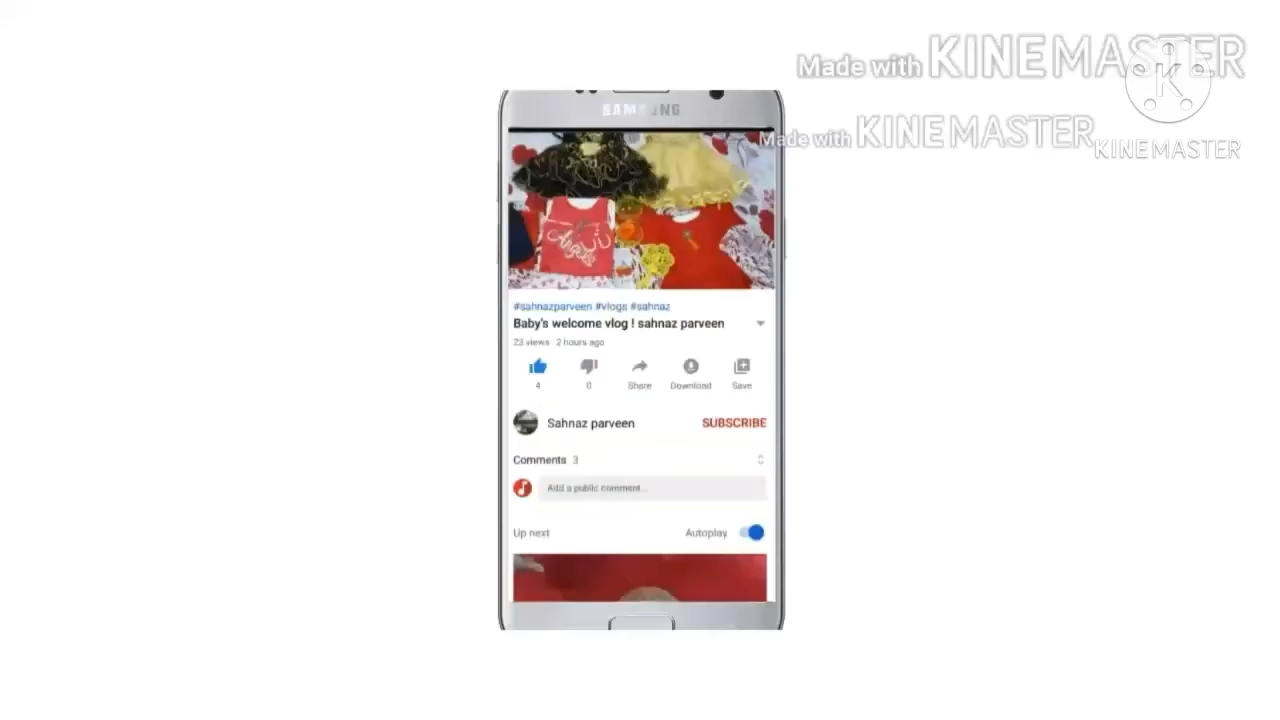 Made with KINEMASTER
KINEMASTER
Made with KINEMASTER
SAMSUNG
Angels
#sahnazparveen #vlogs #sahnaz
Baby's welcome vlog ! sahnaz parveen
23 views · 2 hours ago
4 0 Share Download Save
Sahnaz parveen SUBSCRIBE
Comments 3
Add a public comment...
Up next Autoplay